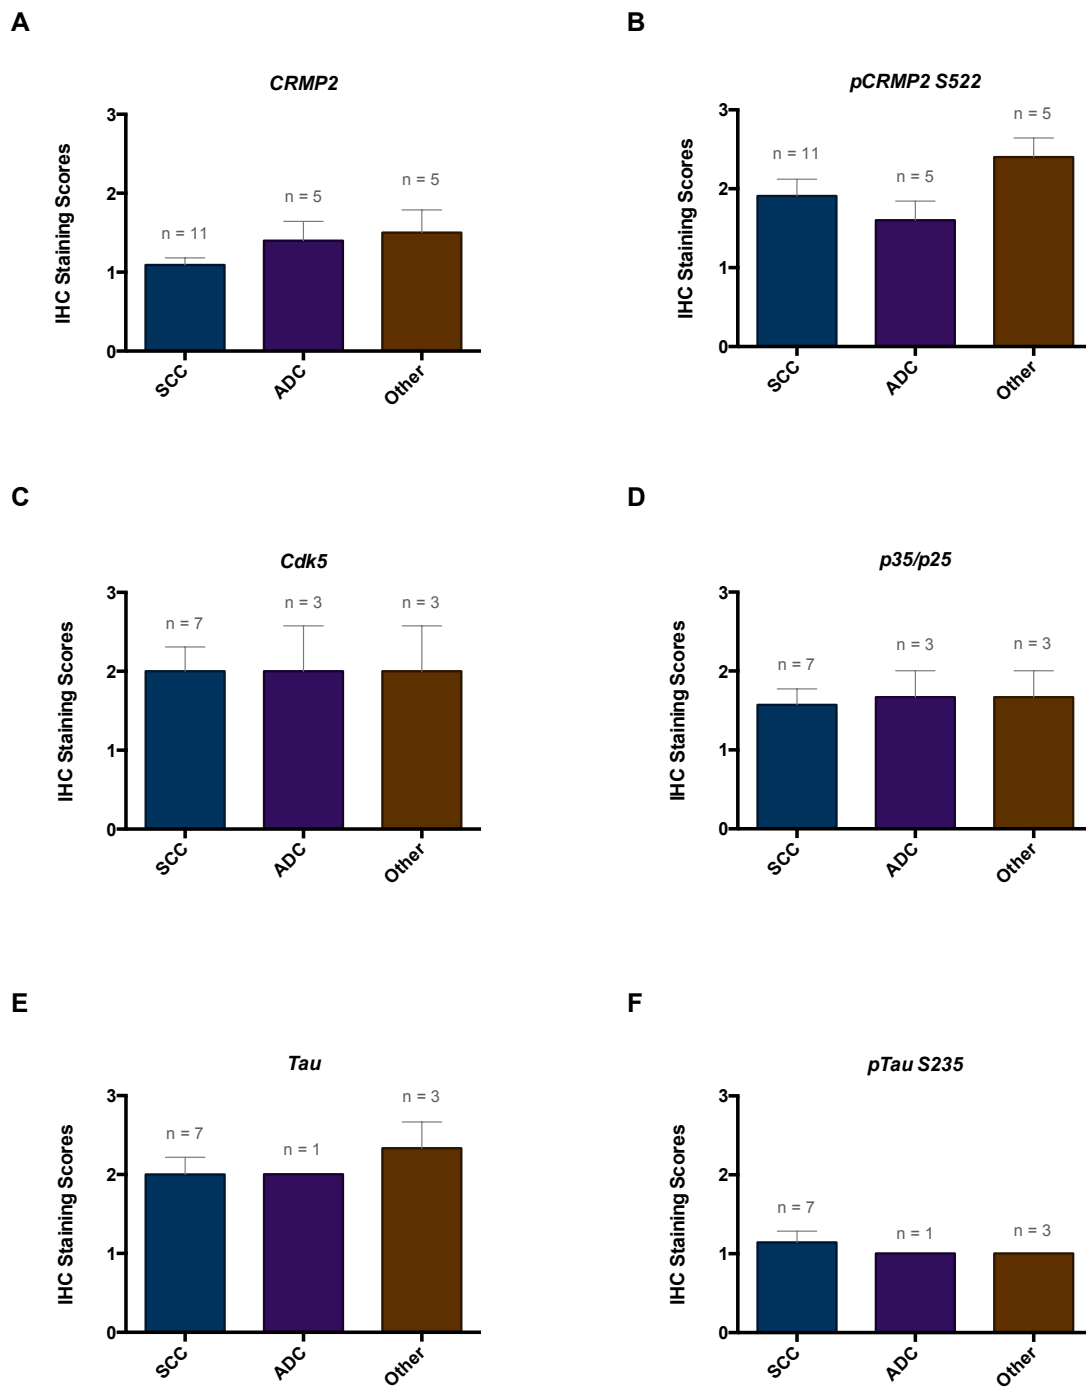 A
CRMP2
IHC Staining Scores
3
2
1
0
n = 11
n = 5
n = 5
SCC
ADC
Other
B
pCRMP2 S522
IHC Staining Scores
3
2
1
0
n = 11
n = 5
n = 5
SCC
ADC
Other
C
Cdk5
IHC Staining Scores
3
2
1
0
n = 7
n = 3
n = 3
SCC
ADC
Other
D
p35/p25
IHC Staining Scores
3
2
1
0
n = 7
n = 3
n = 3
SCC
ADC
Other
E
Tau
IHC Staining Scores
3
2
1
0
n = 7
n = 1
n = 3
SCC
ADC
Other
F
pTau S235
IHC Staining Scores
3
2
1
0
n = 7
n = 1
n = 3
SCC
ADC
Other